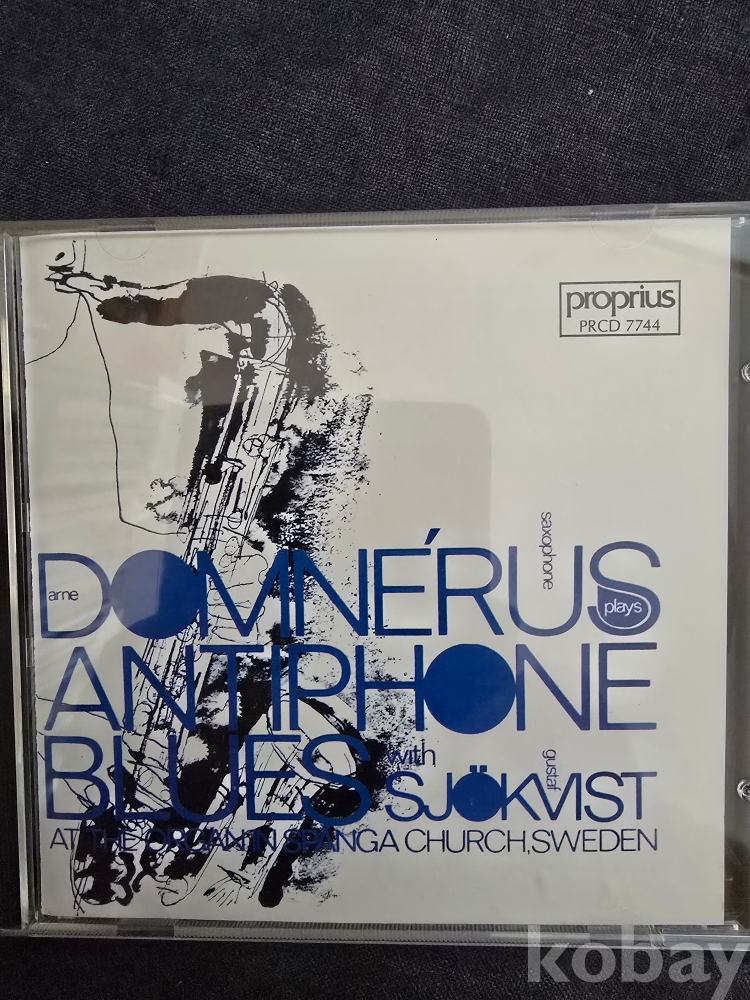 proprius
PRCD 7744
saxophone
arne DOMNÉRUS plays
ANTIPHONE
BLUES with gustaf SJÖKVIST
AT THE ORGAN IN SPÅNGA CHURCH, SWEDEN
kobay